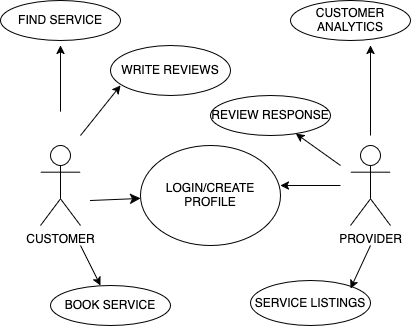 FIND SERVICE
CUSTOMER
ANALYTICS
WRITE REVIEWS
REVIEW RESPONSE
LOGIN/CREATE
PROFILE
CUSTOMER
PROVIDER
BOOK SERVICE
SERVICE LISTINGS